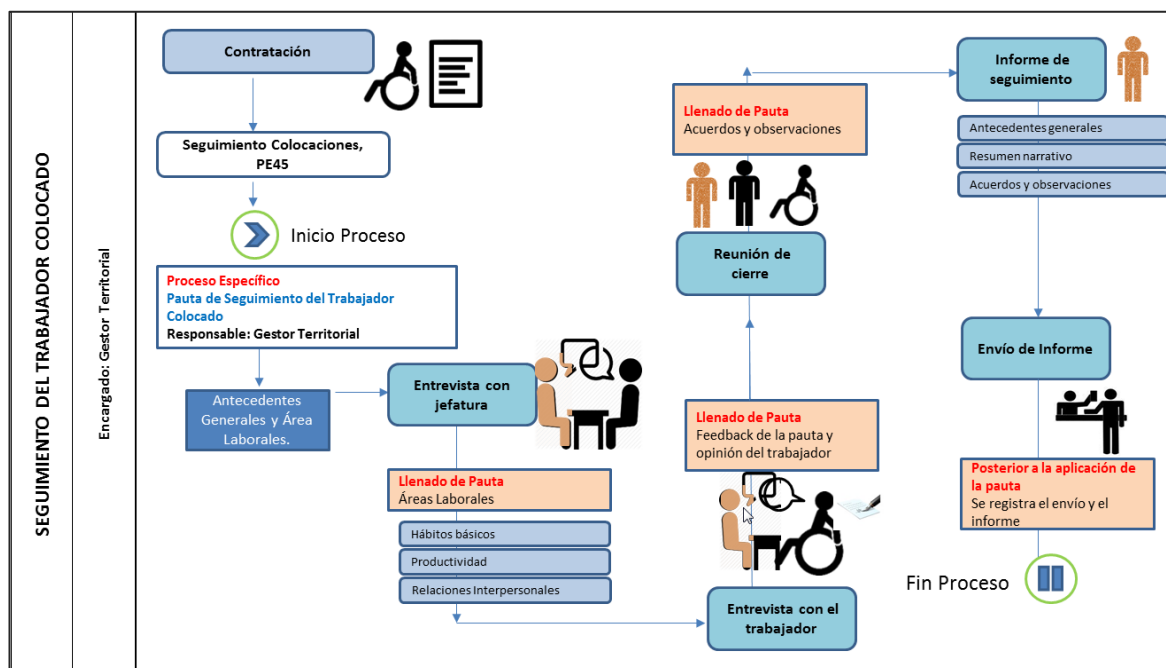 SEGUIMIENTO DEL TRABAJADOR COLOCADO
Encargado: Gestor Territorial
Contratación
Seguimiento Colocaciones,
PE45
Inicio Proceso
Proceso Específico
Pauta de Seguimiento del Trabajador
Colocado
Responsable: Gestor Territorial
Antecedentes
Generales y Área
Laborales.
Entrevista con
jefatura
Llenado de Pauta
Áreas Laborales
Hábitos básicos
Productividad
Relaciones Interpersonales
Entrevista con el
trabajador
Llenado de Pauta
Feedback de la pauta y
opinión del trabajador
Reunión de
cierre
Llenado de Pauta
Acuerdos y observaciones
Informe de
seguimiento
Antecedentes generales
Resumen narrativo
Acuerdos y observaciones
Envío de Informe
Posterior a la aplicación de
la pauta
Se registra el envío y el
informe
Fin Proceso